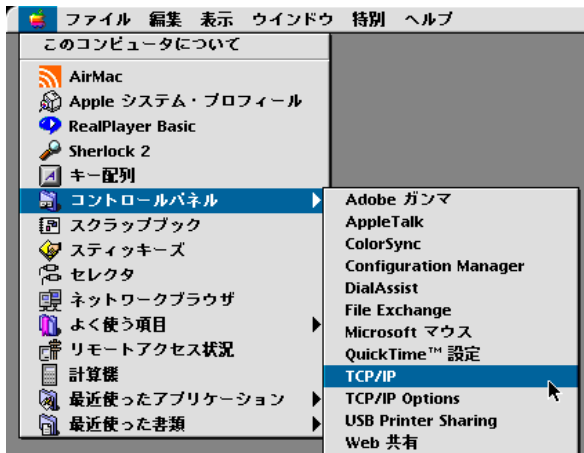 ファイル 編集 表示 ウインドウ 特別 ヘルプ
このコンピュータについて
AirMac
Apple システム・プロフィール
RealPlayer Basic
Sherlock 2
キー配列
コントロールパネル
スクラップブック
スティッキーズ
セレクタ
ネットワークブラウザ
よく使う項目
リモートアクセス状況
計算機
最近使ったアプリケーション
最近使った書類
Adobe ガンマ
AppleTalk
ColorSync
Configuration Manager
DialAssist
File Exchange
Microsoft マウス
QuickTime™ 設定
TCP/IP
TCP/IP Options
USB Printer Sharing
Web 共有